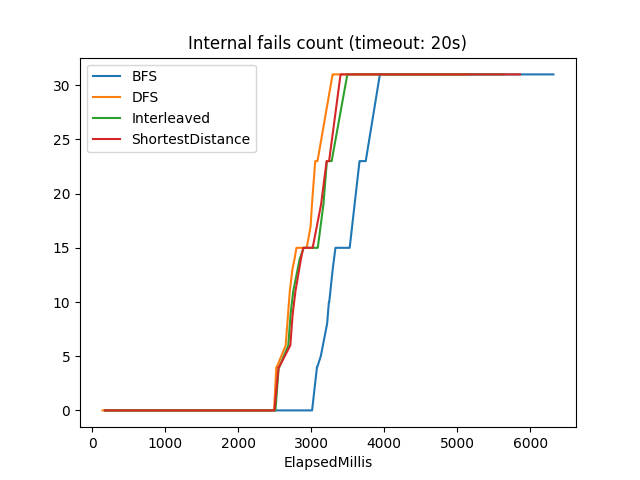 Internal fails count (timeout: 20s)
BFS
DFS
Interleaved
ShortestDistance
30
25
20
15
10
5
0
0 1000 2000 3000 4000 5000 6000
ElapsedMillis